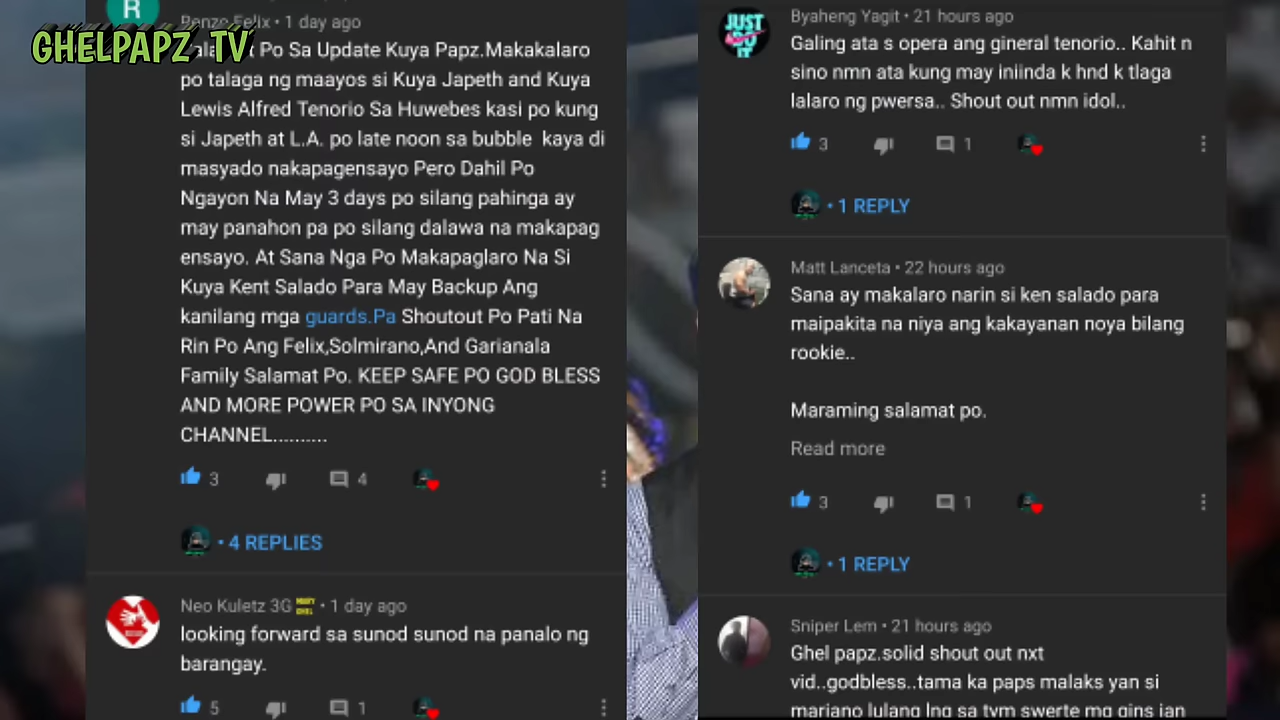 GHELPAPZ TV
Renzo Felix • 1 day ago
Po Sa Update Kuya Papz.Makakalaro
po talaga ng maayos si Kuya Japeth and Kuya
Lewis Alfred Tenorio Sa Huwebes kasi po kung
si Japeth at L.A. po late noon sa bubble kaya di
masyado nakapagensayo Pero Dahil Po
Ngayon Na May 3 days po silang pahinga ay
may panahon pa po silang dalawa na makapag
ensayo. At Sana Nga Po Makapaglaro Na Si
Kuya Kent Salado Para May Backup Ang
kanilang mga guards.Pa Shoutout Po Pati Na
Rin Po Ang Felix,Solmirano,And Garianala
Family Salamat Po. KEEP SAFE PO GOD BLESS
AND MORE POWER PO SA INYONG
CHANNEL..........
3 4
• 4 REPLIES
Neo Kuletz 3G • 1 day ago
looking forward sa sunod sunod na panalo ng
barangay.
5 1
R
JUST DO IT
Byaheng Yagit • 21 hours ago
Galing ata s opera ang gineral tenorio.. Kahit n
sino nmn ata kung may iniinda k hnd k tlaga
lalaro ng pwersa.. Shout out nmn idol..
3 1
• 1 REPLY
Matt Lanceta • 22 hours ago
Sana ay makalaro narin si ken salado para
maipakita na niya ang kakayanan noya bilang
rookie..
Maraming salamat po.
Read more
3 1
• 1 REPLY
Sniper Lem • 21 hours ago
Ghel papz.solid shout out nxt
vid..godbless..tama ka paps malaks yan si
mariano lulang lng sa tym swerte mg gins jan